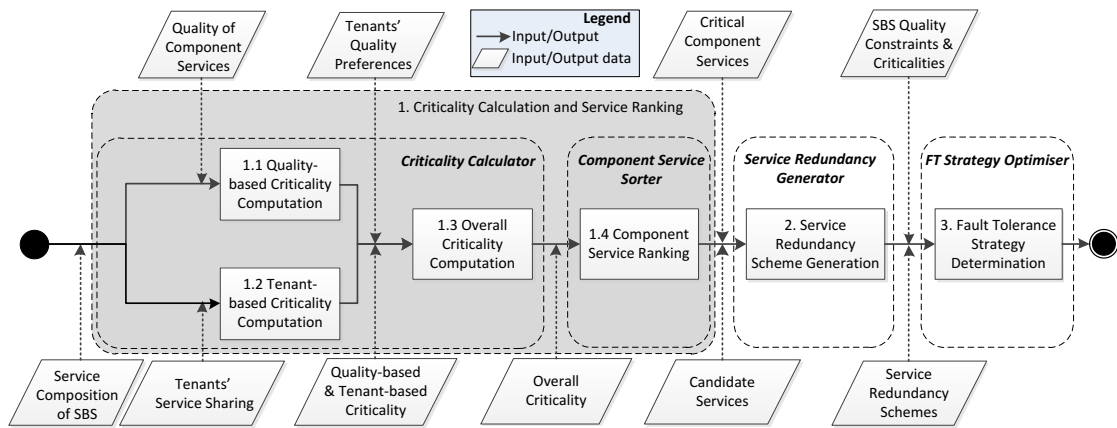 Quality of
Component
Services
Tenants'
Quality
Preferences
Legend
Input/Output
Input/Output data
Critical
Component
Services
SBS Quality
Constraints &
Criticalities
1. Criticality Calculation and Service Ranking
Criticality Calculator
Component Service
Sorter
Service Redundancy
Generator
FT Strategy Optimiser
1.1 Quality-
based Criticality
Computation
1.2 Tenant-
based Criticality
Computation
1.3 Overall
Criticality
Computation
1.4 Component
Service Ranking
2. Service
Redundancy
Scheme Generation
3. Fault Tolerance
Strategy
Determination
Service
Composition
of SBS
Tenants'
Service Sharing
Quality-based
& Tenant-based
Criticality
Overall
Criticality
Candidate
Services
Service
Redundancy
Schemes